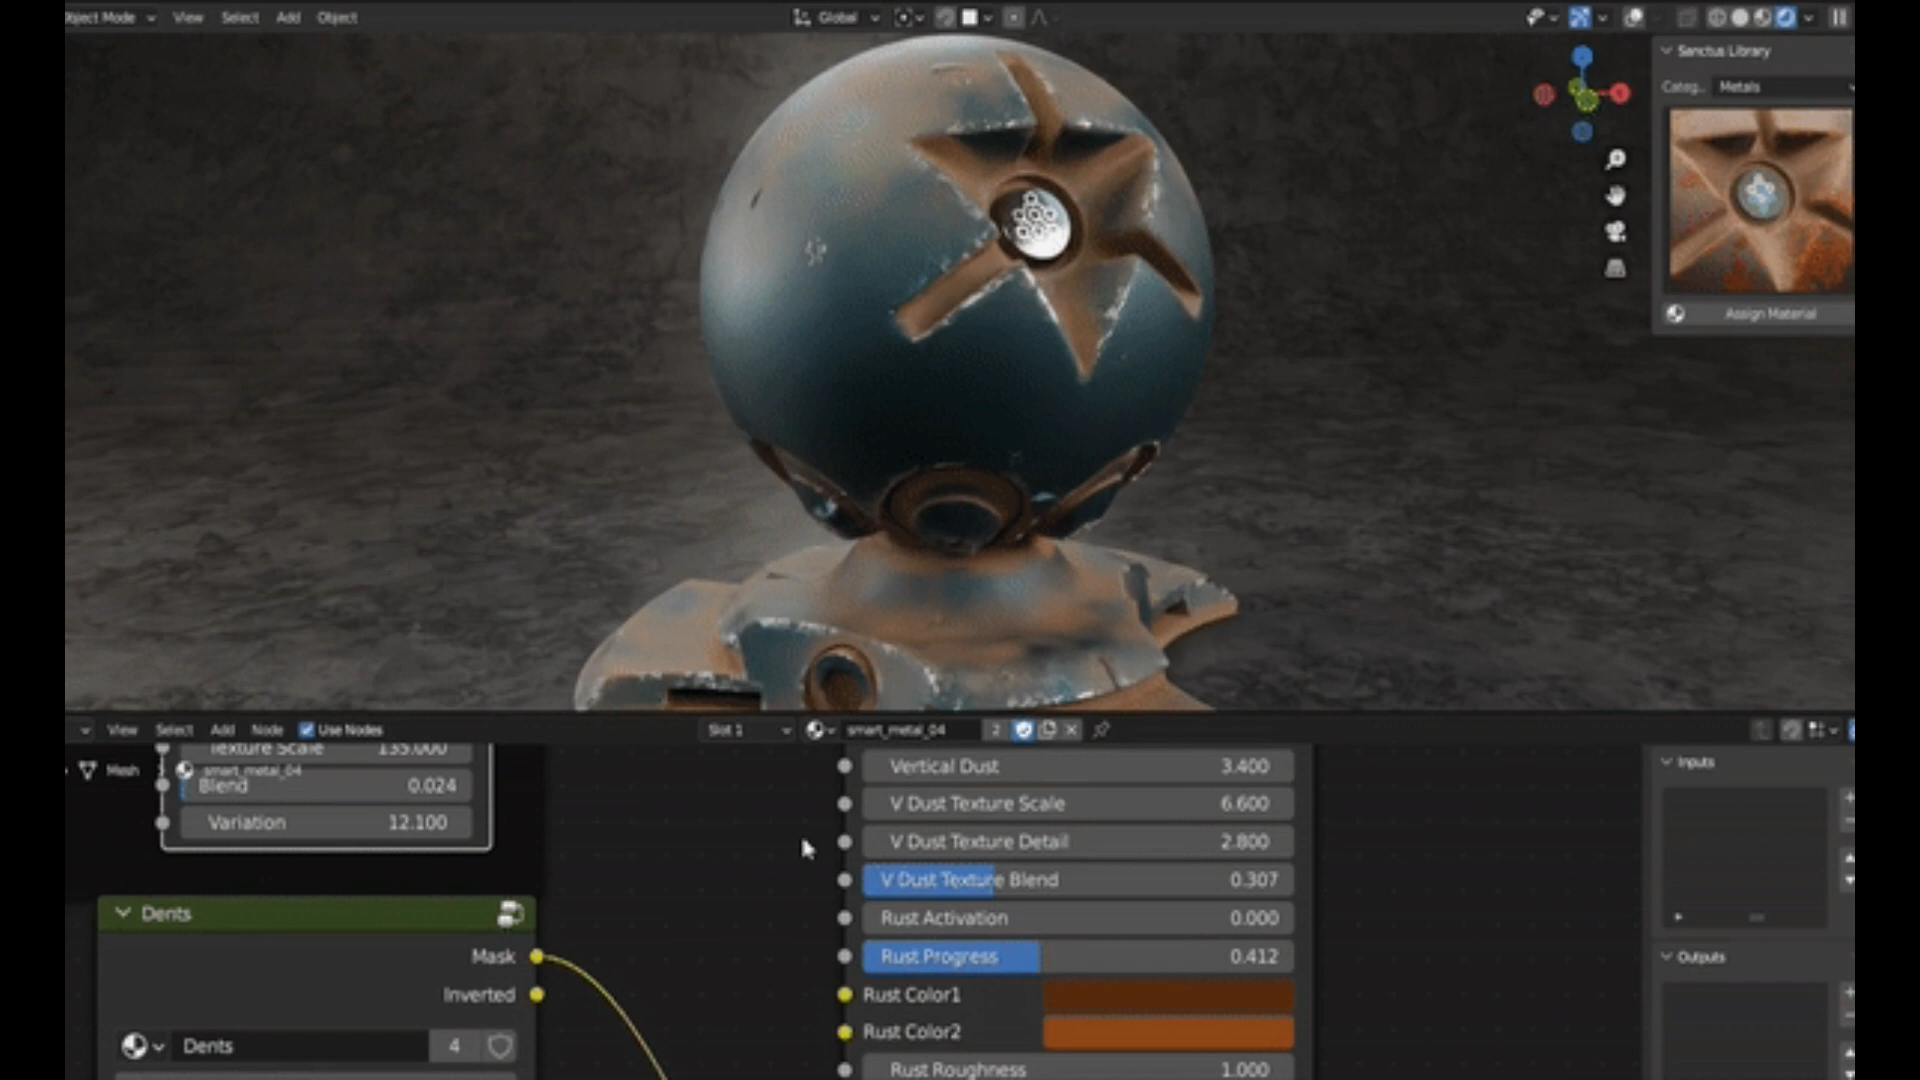 Object Mode View Select Add Object Global
Sanctus Library
Categ.. Metals
Assign Material
View Select Add Node Use Nodes Slot 1 smart_metal_04 2
Texture Scale 135.000
Mesh smart_metal_04
Blend 0.024
Variation 12.100
Dents
Mask
Inverted
Dents 4
Vertical Dust 3.400
V Dust Texture Scale 6.600
V Dust Texture Detail 2.800
V Dust Texture Blend 0.307
Rust Activation 0.000
Rust Progress 0.412
Rust Color1
Rust Color2
Rust Roughness 1.000
Inputs
Outputs